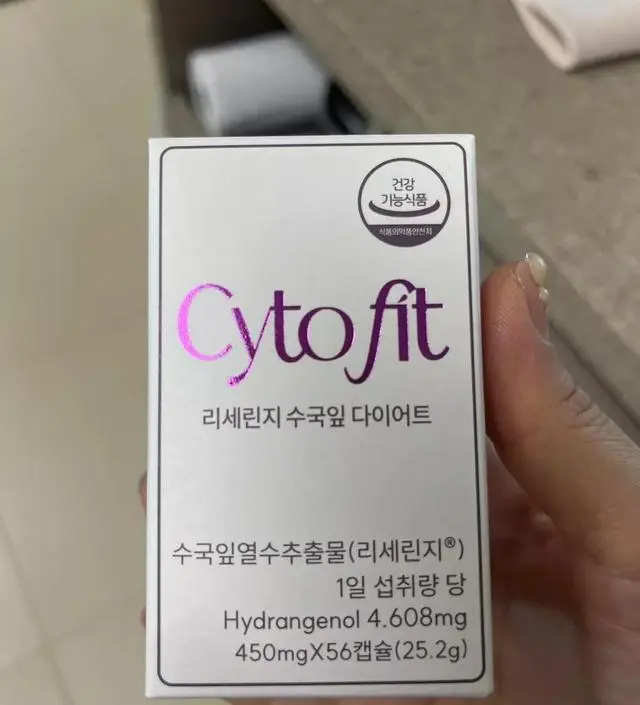 건강
기능식품
식품의약품안전처
Cyto fit
리세린지 수국잎 다이어트
수국잎열수추출물(리세린지®)
1일 섭취량 당
Hydrangenol 4.608mg
450mgX56캡슐(25.2g)